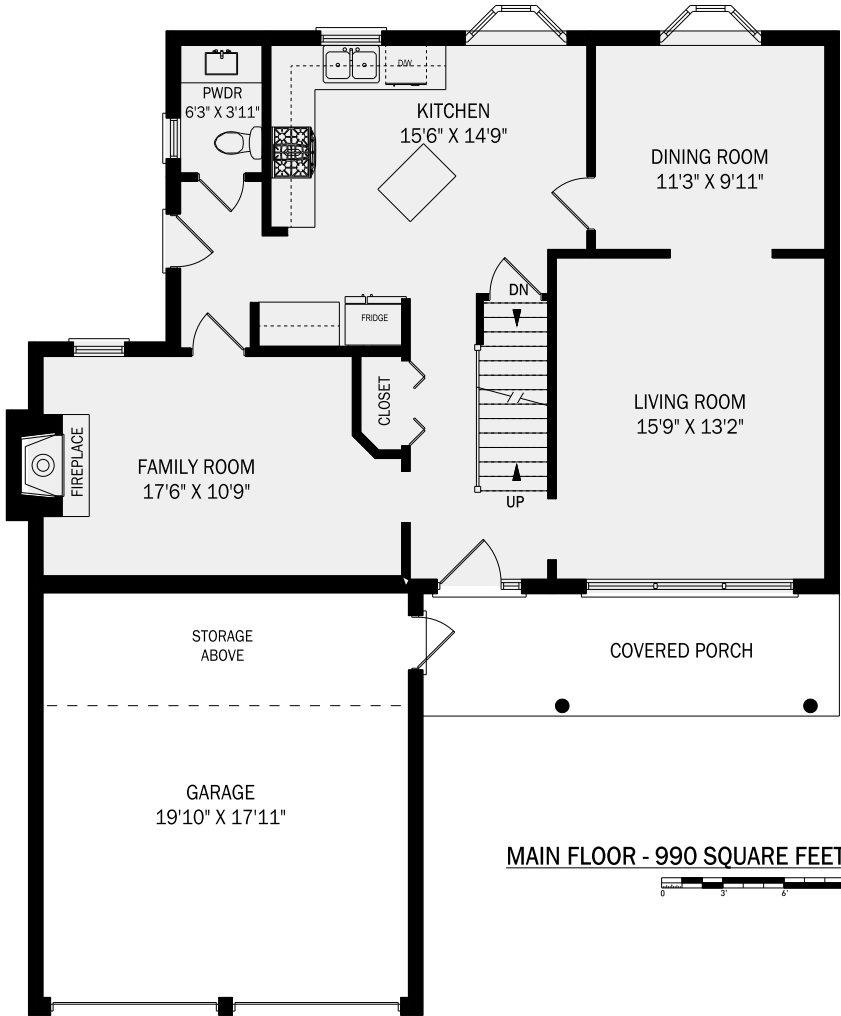 D/W
PWDR
6'3" X 3'11"
KITCHEN
15'6" X 14'9"
DINING ROOM
11'3" X 9'11"
DN
FRIDGE
CLOSET
LIVING ROOM
15'9" X 13'2"
FIREPLACE
FAMILY ROOM
17'6" X 10'9"
UP
STORAGE
ABOVE
COVERED PORCH
GARAGE
19'10" X 17'11"
MAIN FLOOR - 990 SQUARE FEET
0 3' 6'